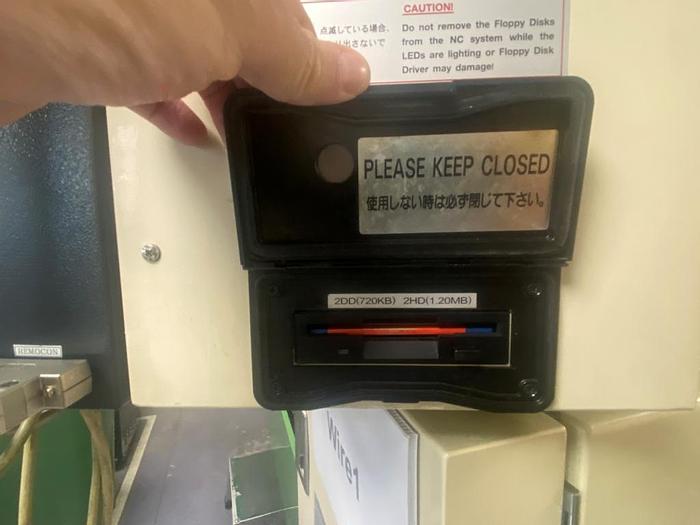 CAUTION!
点滅している場合、
り出さないで
Do not remove the Floppy Disks
from the NC system while the
LEDs are lighting or Floppy Disk
Driver may damage!
PLEASE KEEP CLOSED
使用しない時は必ず閉じて下さい。
2DD(720KB) 2HD(1.20MB)
REMOCON
Wire1